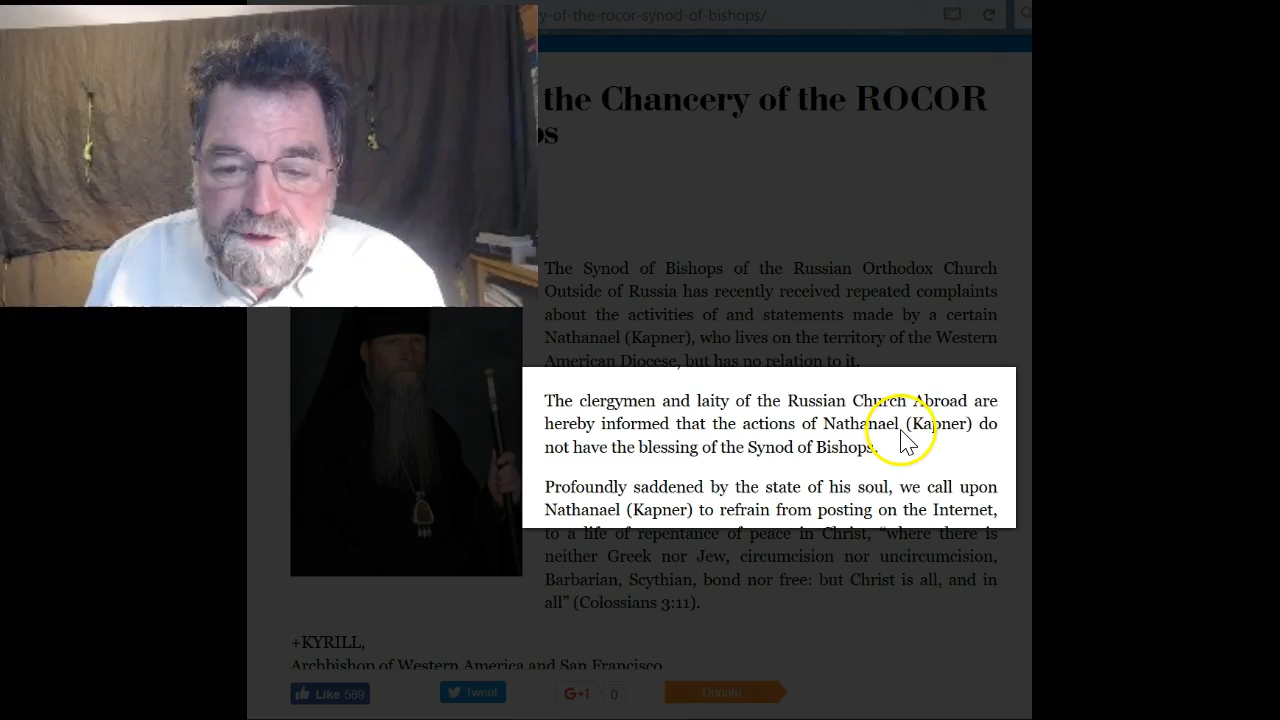 y-of-the-rocor-synod-of-bishops/
the Chancery of the ROCOR
os
The Synod of Bishops of the Russian Orthodox Church
Outside of Russia has recently received repeated complaints
about the activities of and statements made by a certain
Nathanael (Kapner), who lives on the territory of the Western
American Diocese, but has no relation to it.
The clergymen and laity of the Russian Church Abroad are
hereby informed that the actions of Nathanael (Kapner) do
not have the blessing of the Synod of Bishops.
Profoundly saddened by the state of his soul, we call upon
Nathanael (Kapner) to refrain from posting on the Internet,
to a life of repentance of peace in Christ, “where there is
neither Greek nor Jew, circumcision nor uncircumcision,
Barbarian, Scythian, bond nor free: but Christ is all, and in
all” (Colossians 3:11).
+KYRILL,
Archbishop of Western America and San Francisco
Like 589
Tweet
G+1 0
Donate